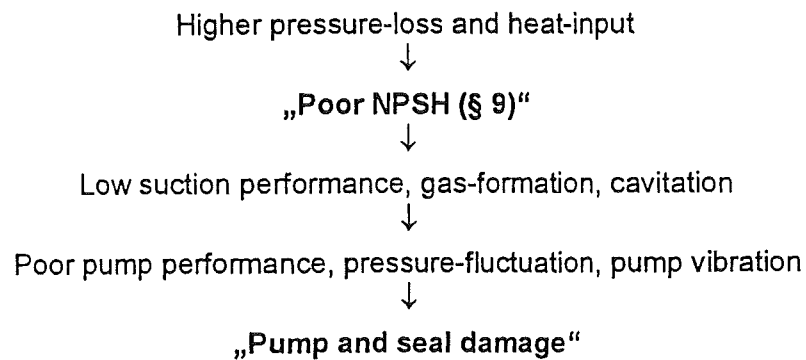 Higher pressure-loss and heat-input
↓
„Poor NPSH (§ 9)“
↓
Low suction performance, gas-formation, cavitation
↓
Poor pump performance, pressure-fluctuation, pump vibration
↓
„Pump and seal damage“